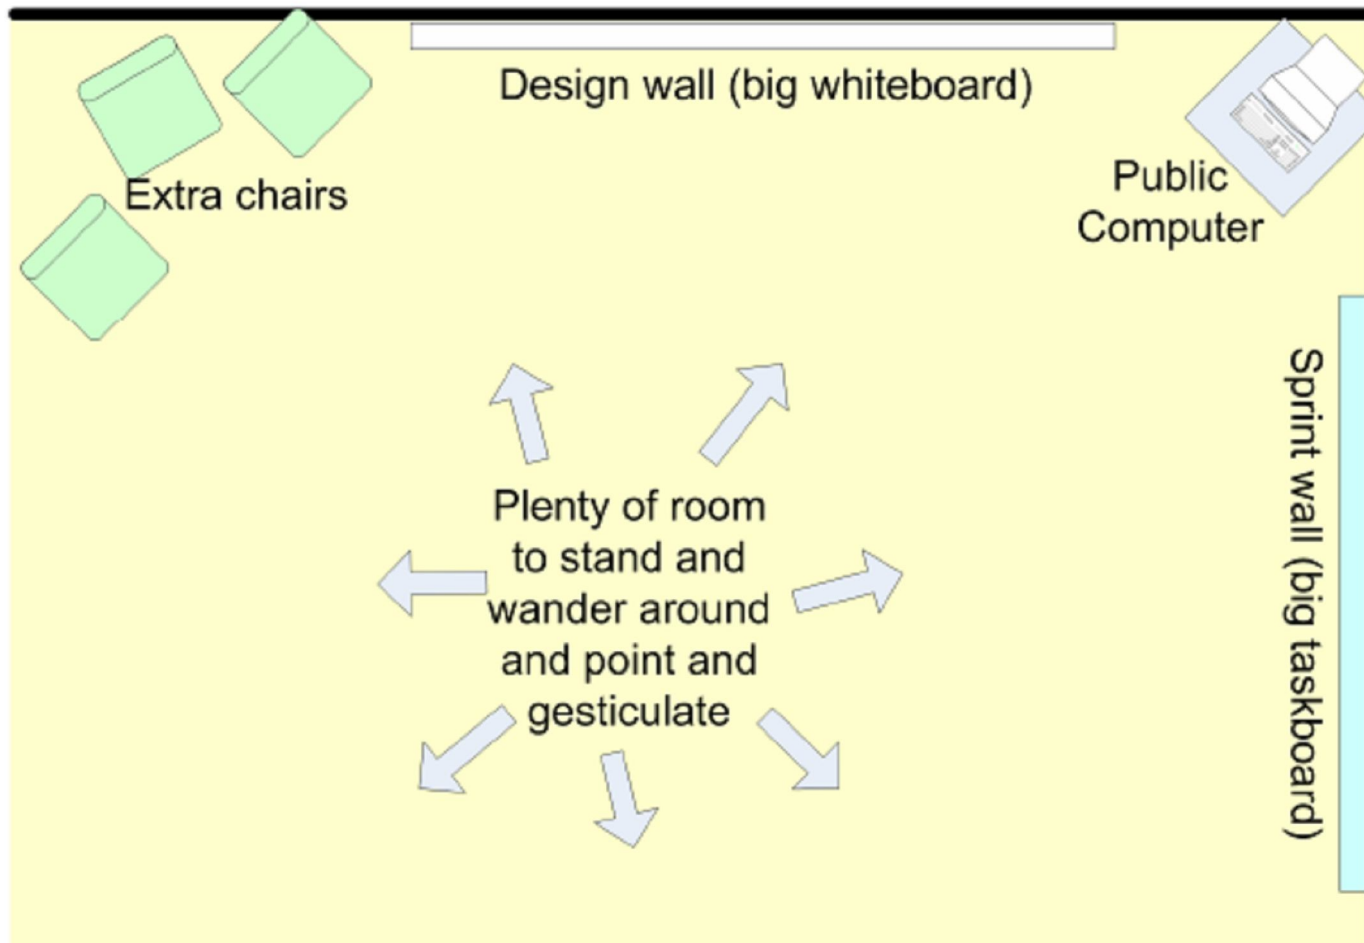 Design wall (big whiteboard)
Public
Computer
Extra chairs
Sprint wall (big taskboard)
Plenty of room
to stand and
wander around
and point and
gesticulate